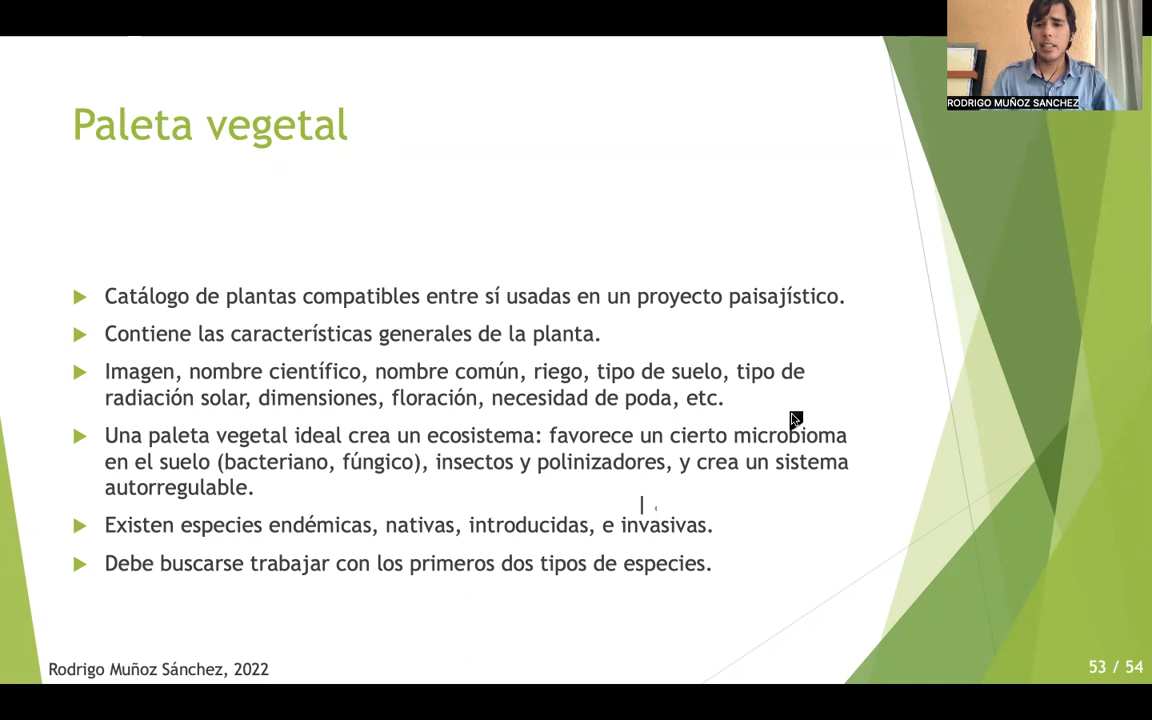 RODRIGO MUÑOZ SANCHEZ
Paleta vegetal
Catálogo de plantas compatibles entre sí usadas en un proyecto paisajístico.
Contiene las características generales de la planta.
Imagen, nombre científico, nombre común, riego, tipo de suelo, tipo de
radiación solar, dimensiones, floración, necesidad de poda, etc.
Una paleta vegetal ideal crea un ecosistema: favorece un cierto microbioma
en el suelo (bacteriano, fúngico), insectos y polinizadores, y crea un sistema
autorregulable.
Existen especies endémicas, nativas, introducidas, e invasivas.
Debe buscarse trabajar con los primeros dos tipos de especies.
Rodrigo Muñoz Sánchez, 2022
53 / 54